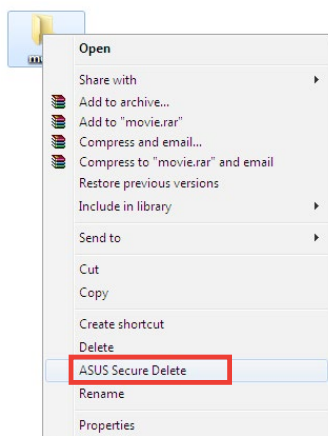 Open
Share with
Add to archive...
Add to "movie.rar"
Compress and email...
Compress to "movie.rar" and email
Restore previous versions
Include in library
Send to
Cut
Copy
Create shortcut
Delete
ASUS Secure Delete
Rename
Properties